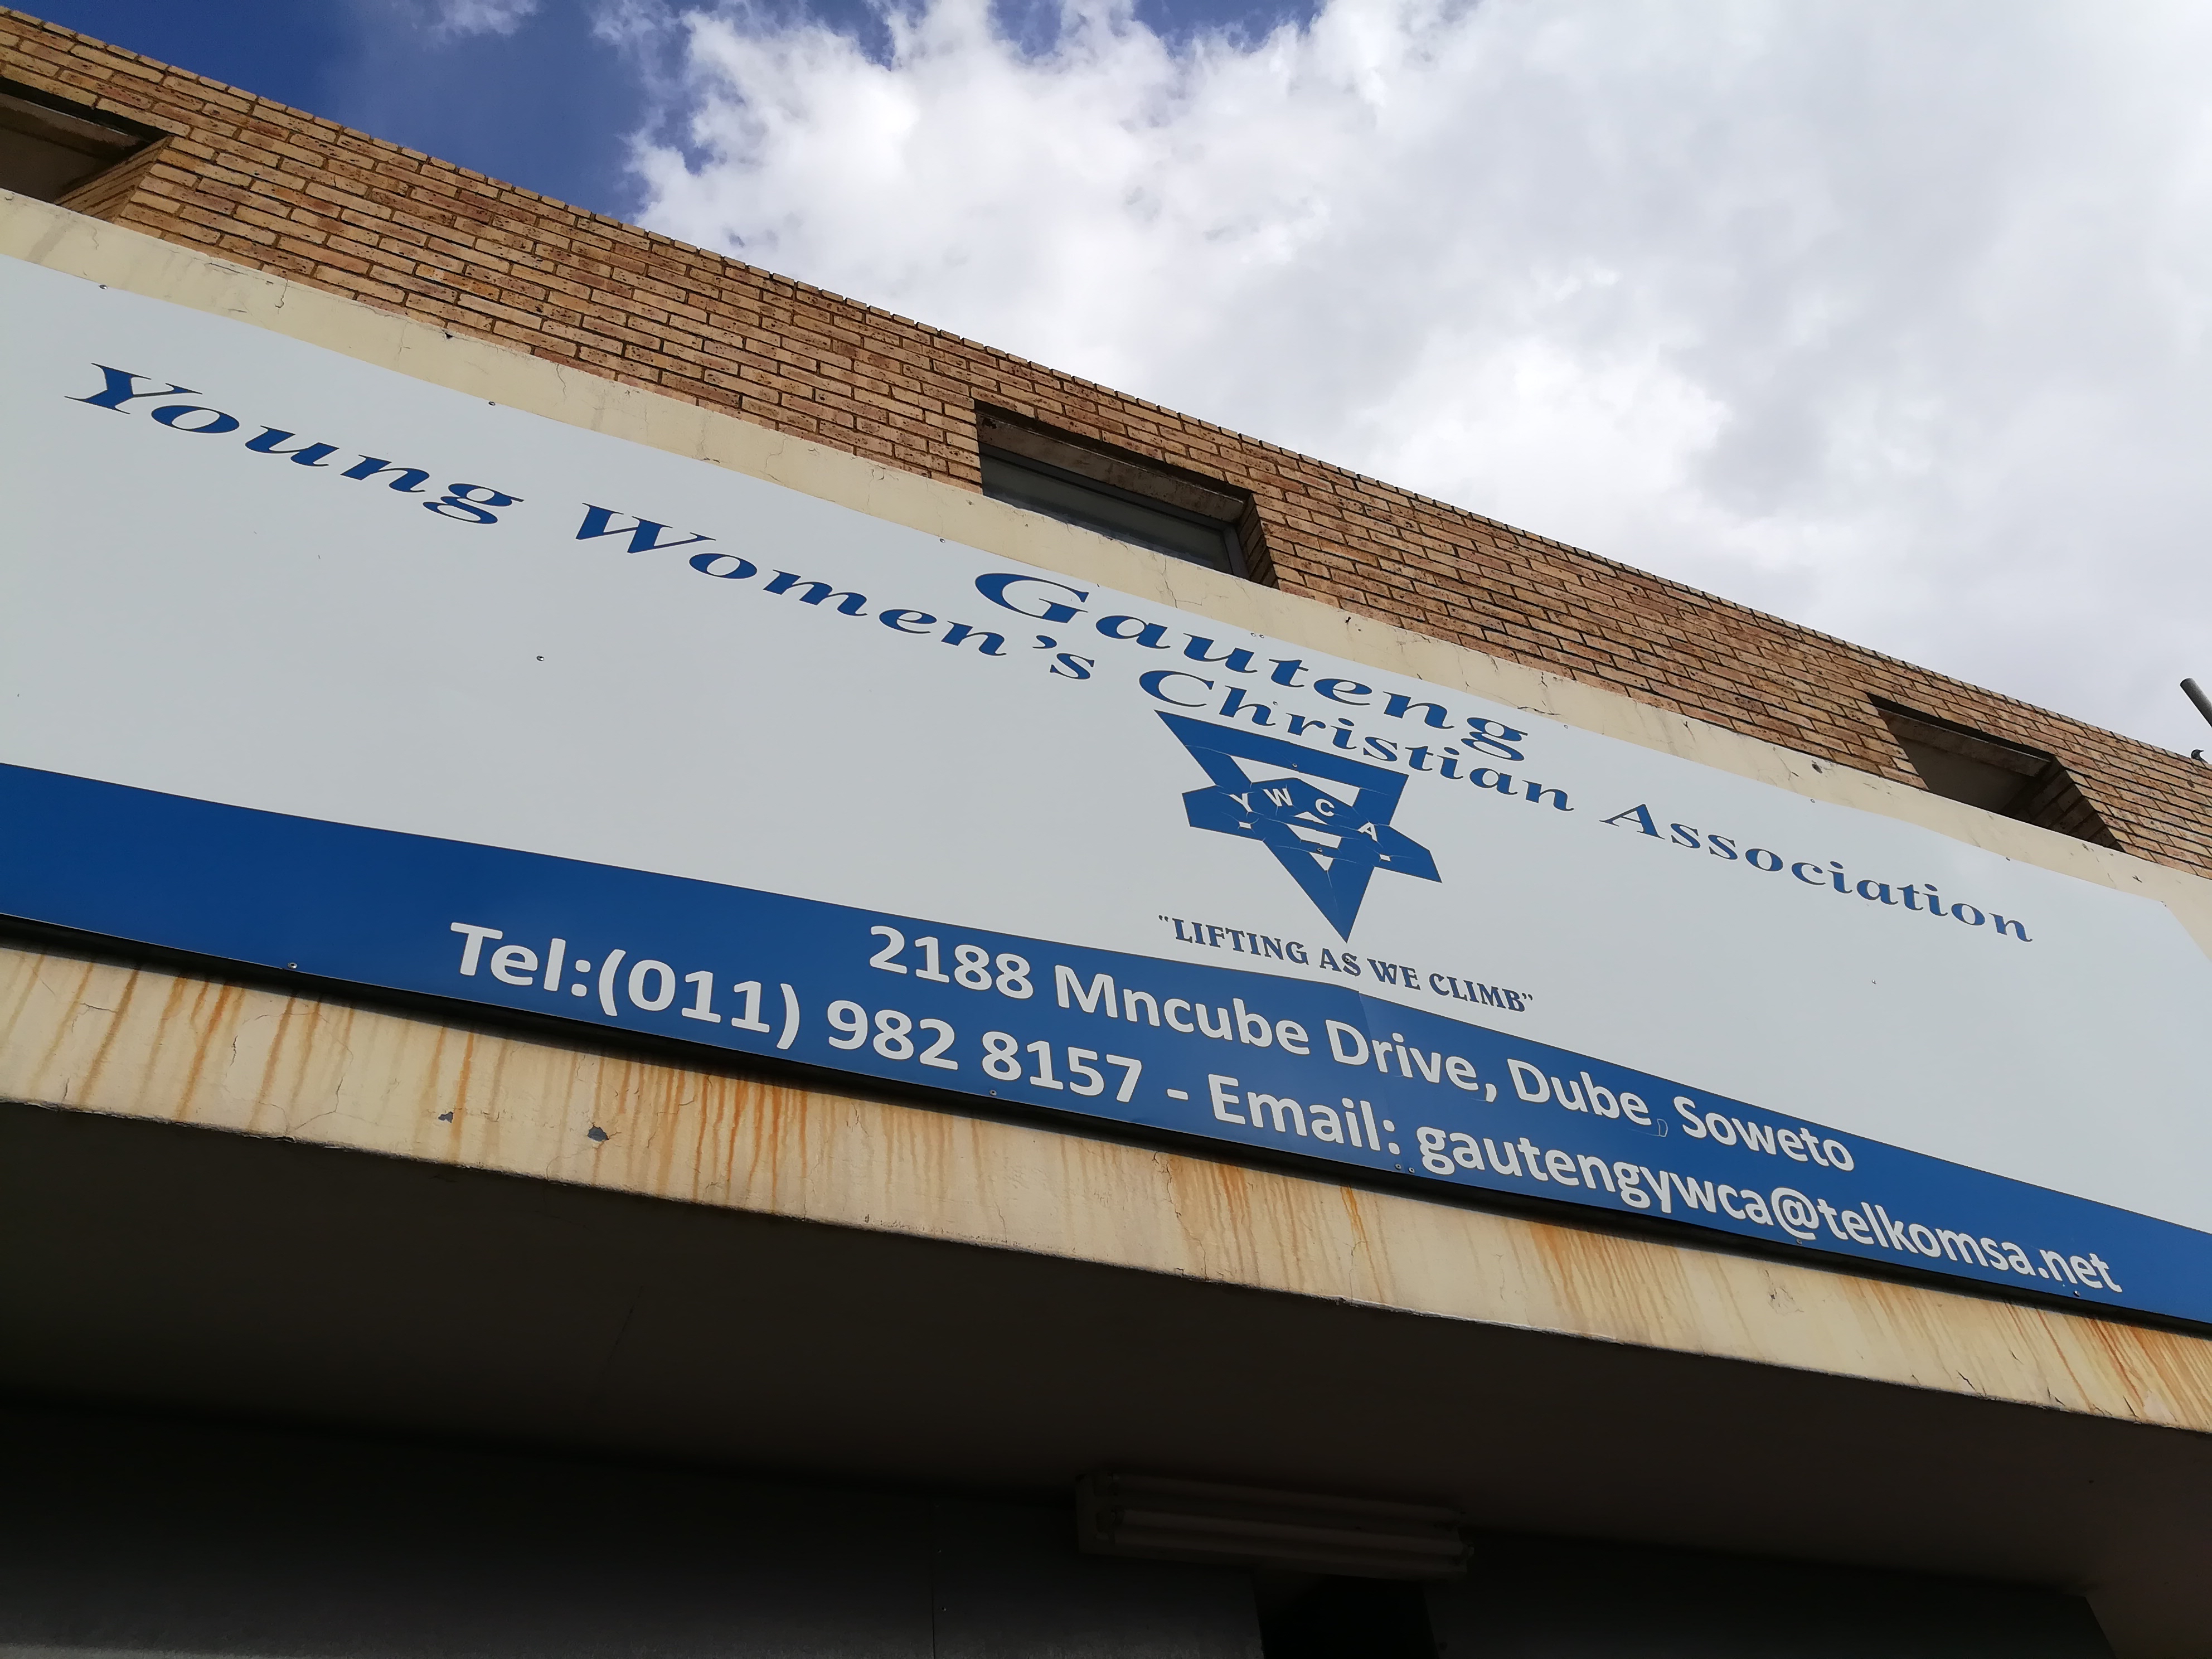 Gauteng
Young Women's Christian Association
YWCA
"LIFTING AS WE CLIMB"
2188 Mncube Drive, Dube, Soweto
Tel:(011) 982 8157 - Email: gautengywca@telkomsa.net